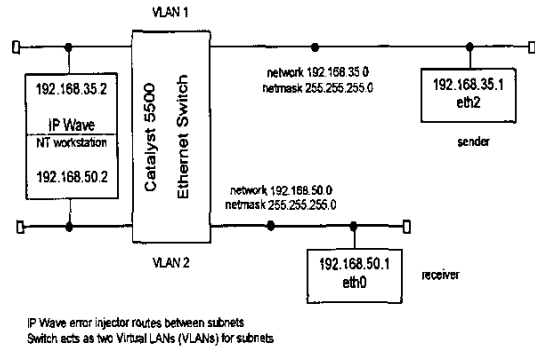 VLAN 1
192.168.35.2
IP Wave
NT workstation
192.168.50.2
Catalyst 5500
Ethernet Switch
network 192.168.35.0
netmask 255.255.255.0
192.168.35.1
eth2
sender
network 192.168.50.0
netmask 255.255.255.0
VLAN 2
192.168.50.1
eth0
receiver
IP Wave error injector routes between subnets
Switch acts as two Virtual LANs (VLANs) for subnets